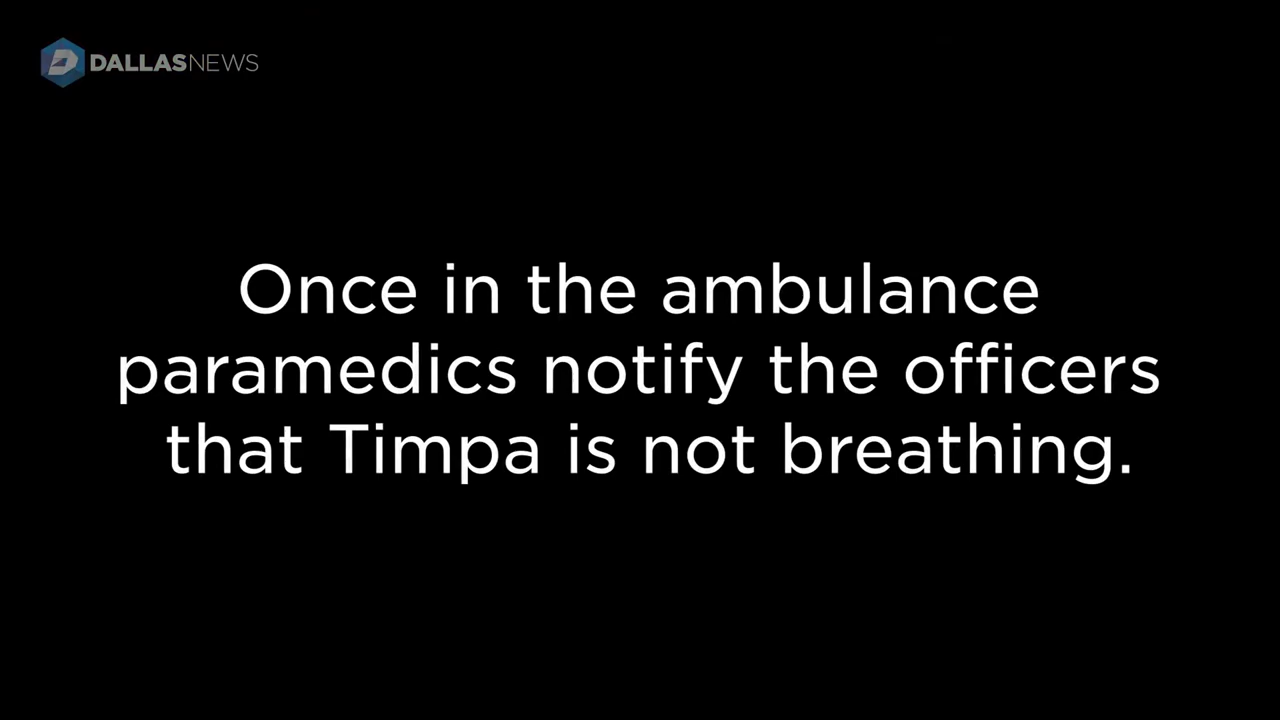 DALLASNEWS
Once in the ambulance
paramedics notify the officers
that Timpa is not breathing.